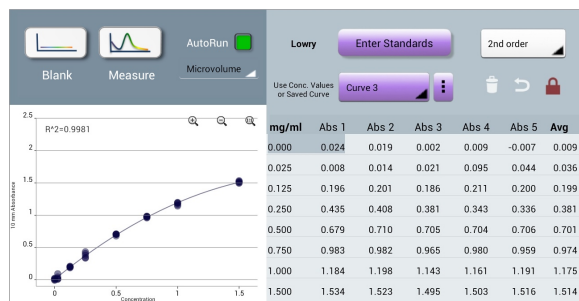 AutoRun
Blank
Measure
Microvolume
Lowry
Enter Standards
2nd order
Use Conc. Values
or Saved Curve
Curve 3
R^2=0.9981
10 mm Absorbance
2.5
2
1.5
1
0.5
0
0 0.5 1 1.5
Concentration
mg/ml Abs 1 Abs 2 Abs 3 Abs 4 Abs 5 Avg
0.000 0.024 0.019 0.002 0.009 -0.007 0.009
0.025 0.008 0.014 0.021 0.095 0.044 0.036
0.125 0.196 0.201 0.186 0.211 0.200 0.199
0.250 0.435 0.408 0.381 0.343 0.336 0.381
0.500 0.679 0.710 0.705 0.704 0.706 0.701
0.750 0.983 0.982 0.965 0.980 0.959 0.974
1.000 1.184 1.198 1.143 1.161 1.191 1.175
1.500 1.534 1.523 1.495 1.503 1.516 1.514